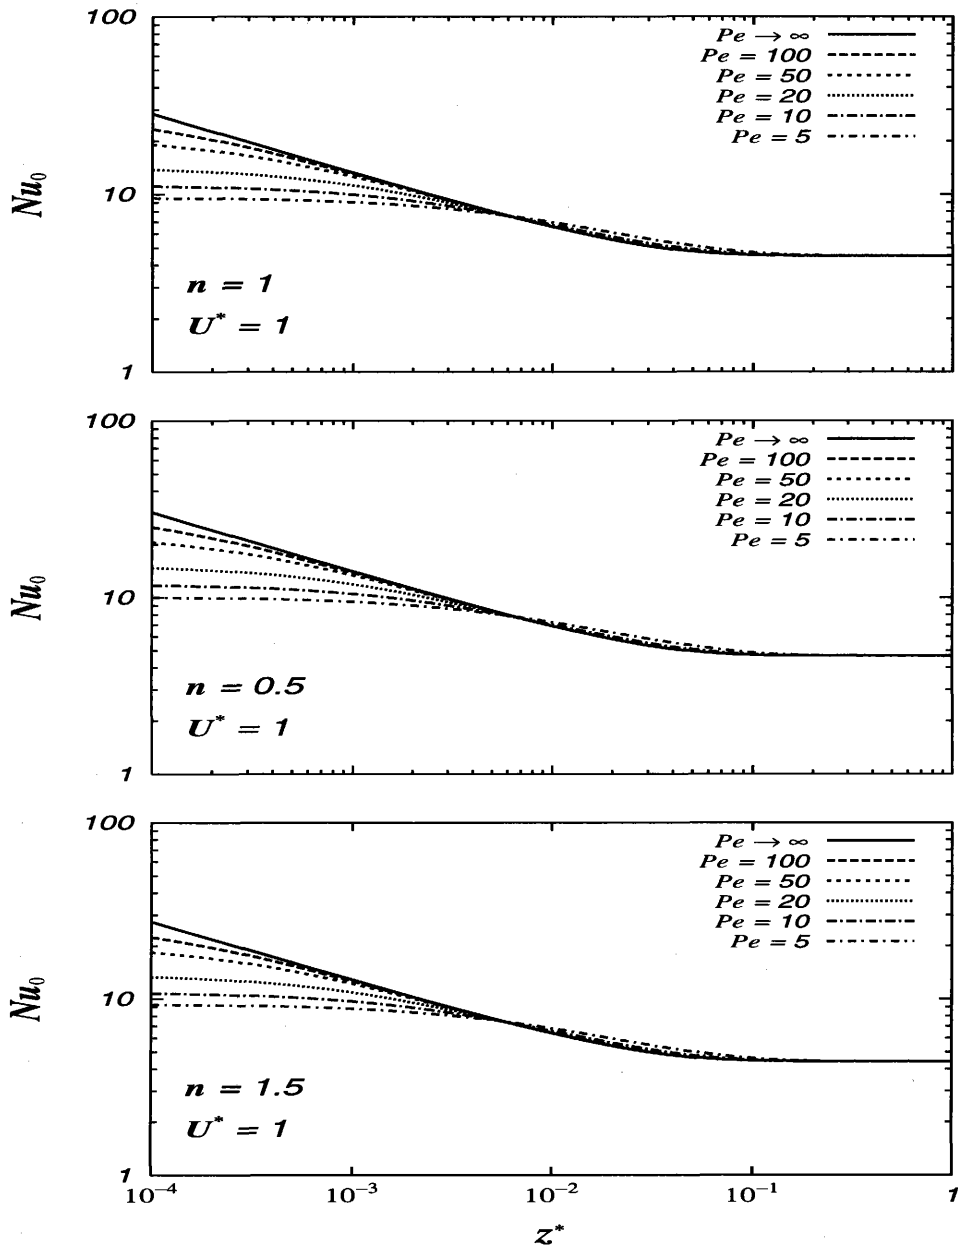 100
Pe → ∞
Pe = 100
Pe = 50
Pe = 20
Pe = 10
Pe = 5
10
Nu₀
n = 1
U* = 1
1
100
Pe → ∞
Pe = 100
Pe = 50
Pe = 20
Pe = 10
Pe = 5
10
Nu₀
n = 0.5
U* = 1
1
100
Pe → ∞
Pe = 100
Pe = 50
Pe = 20
Pe = 10
Pe = 5
10
Nu₀
n = 1.5
U* = 1
1
10⁻⁴ 10⁻³ 10⁻² 10⁻¹ 1
z*